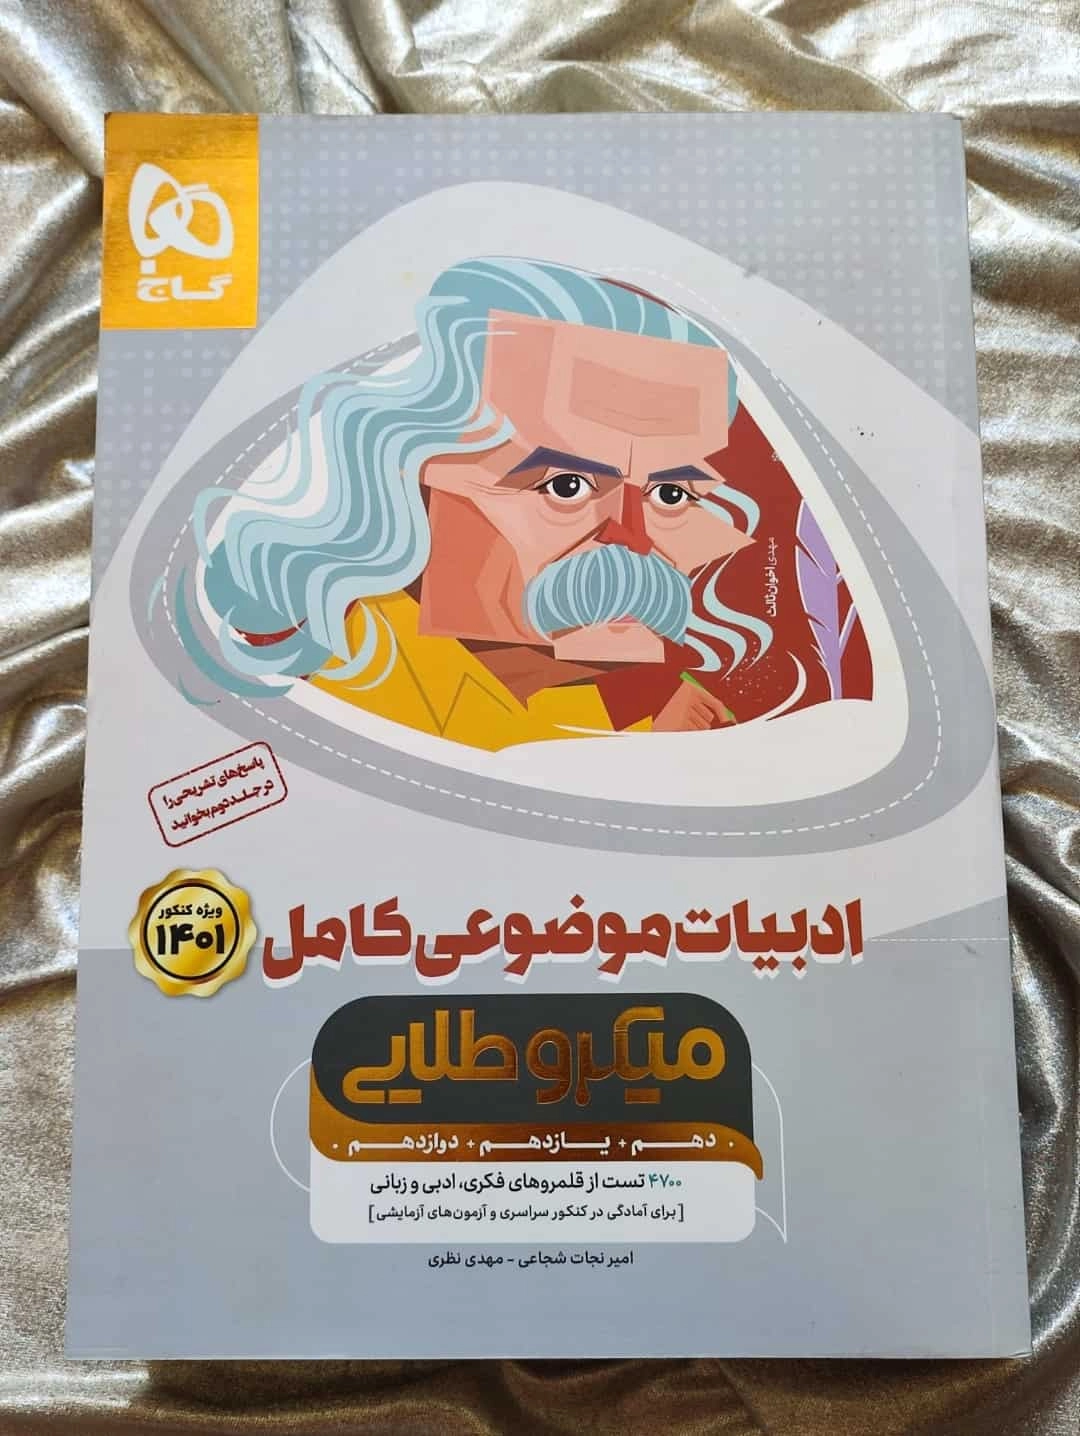 گاج
مهدی اخوان ثالث
پاسخ‌های تشریحی را
در جلد دوم بخوانید
ویژه کنکور
۱۴۰۱
ادبیات موضوعی کامل
میکرو طلایی
۰ دهم + یازدهم + دوازدهم ۰
۴۷۰۰ تست از قلمروهای فکری، ادبی و زبانی
[برای آمادگی در کنکور سراسری و آزمون‌های آزمایشی]
امیر نجات شجاعی - مهدی نظری